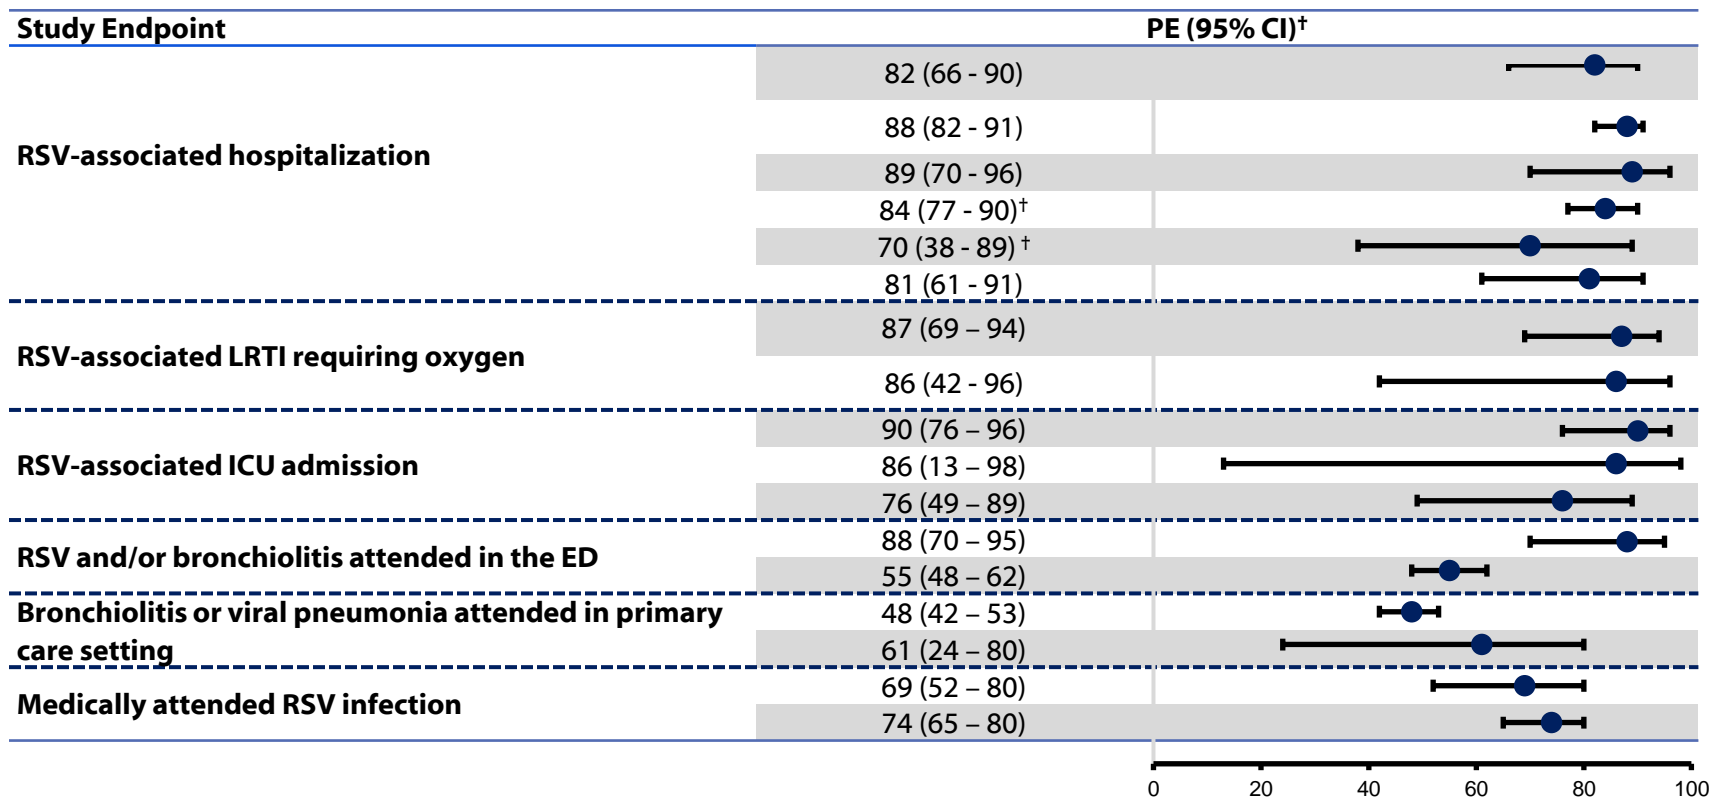 Study Endpoint PE (95% CI)†
82 (66 - 90)
88 (82 - 91)
RSV-associated hospitalization
89 (70 - 96)
84 (77 - 90)†
70 (38 - 89) †
81 (61 - 91)
87 (69 – 94)
RSV-associated LRTI requiring oxygen
86 (42 - 96)
90 (76 – 96)
RSV-associated ICU admission
86 (13 – 98)
76 (49 – 89)
88 (70 – 95)
RSV and/or bronchiolitis attended in the ED
55 (48 – 62)
Bronchiolitis or viral pneumonia attended in primary
care setting
48 (42 – 53)
61 (24 – 80)
69 (52 – 80)
Medically attended RSV infection
74 (65 – 80)
0 20 40 60 80 100